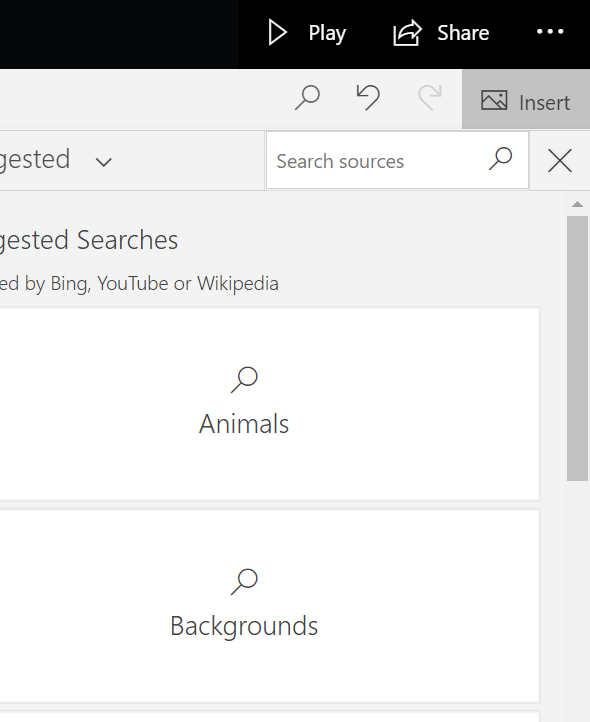 Play Share ...
Insert
gested
Search sources
gested Searches
ed by Bing, YouTube or Wikipedia
Animals
Backgrounds